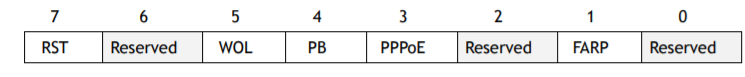 7 6 5 4 3 2 1 0
RST Reserved WOL PB PPPoE Reserved FARP Reserved